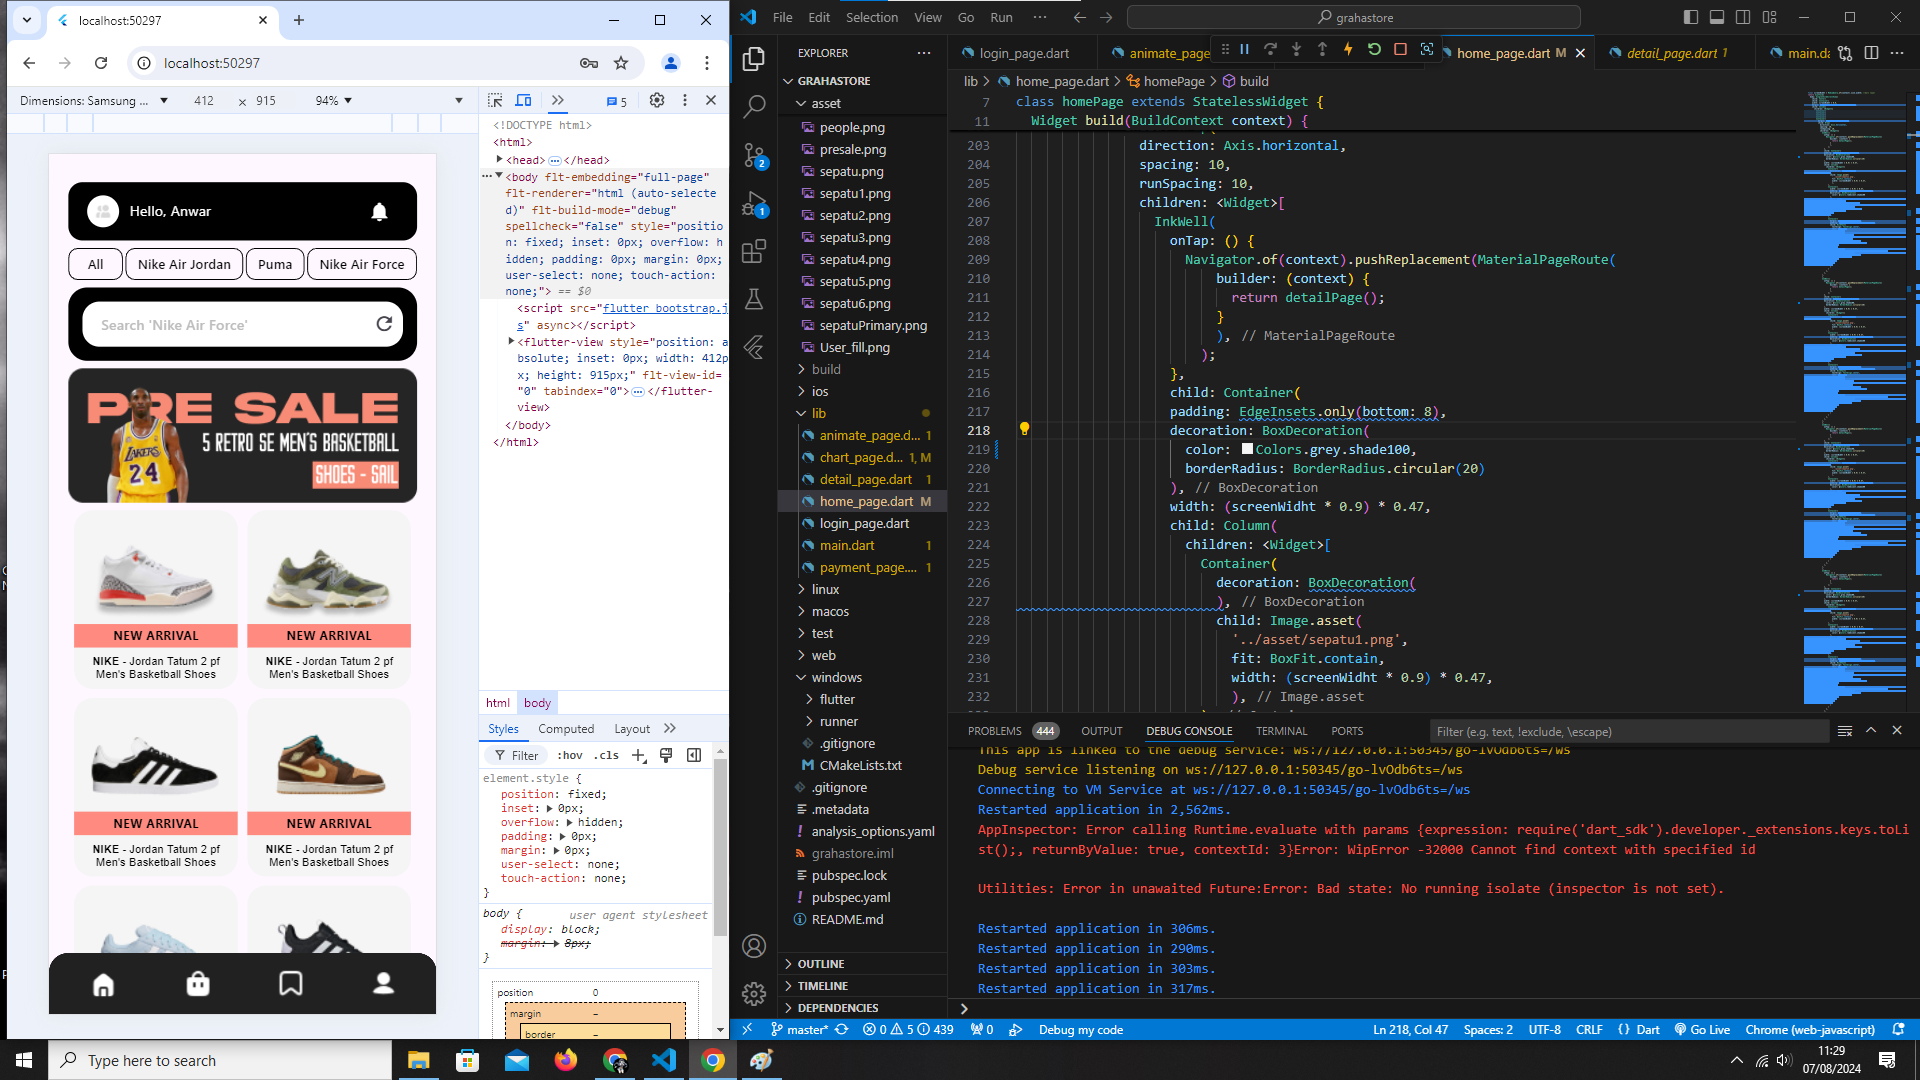 localhost:50297
localhost:50297
Dimensions: Samsung ...
412
×
915
94%
5
Hello, Anwar
All
Nike Air Jordan
Puma
Nike Air Force
Search 'Nike Air Force'
PRE SALE
5 RETRO SE MEN'S BASKETBALL
SHOES - SAIL
LAKERS
24
NEW ARRIVAL
NEW ARRIVAL
NIKE - Jordan Tatum 2 pf
Men's Basketball Shoes
NIKE - Jordan Tatum 2 pf
Men's Basketball Shoes
NEW ARRIVAL
NEW ARRIVAL
NIKE - Jordan Tatum 2 pf
Men's Basketball Shoes
NIKE - Jordan Tatum 2 pf
Men's Basketball Shoes
<!DOCTYPE html>
<html>
<head> ... </head>
... <body flt-embedding="full-page"
flt-renderer="html (auto-selecte
d)" flt-build-mode="debug"
spellcheck="false" style="positio
n: fixed; inset: 0px; overflow: h
idden; padding: 0px; margin: 0px;
user-select: none; touch-action:
none;"> == $0
<script src="flutter_bootstrap.j
s" async></script>
<flutter-view style="position: a
bsolute; inset: 0px; width: 412p
x; height: 915px;" flt-view-id=
"0" tabindex="0"> ... </flutter-
view>
</body>
</html>
html
body
Styles
Computed
Layout
Filter
:hov
.cls
element.style {
position: fixed;
inset: 0px;
overflow: hidden;
padding: 0px;
margin: 0px;
user-select: none;
touch-action: none;
}
body {
user agent stylesheet
display: block;
margin: 8px;
}
position
0
margin
–
border
–
File
Edit
Selection
View
Go
Run
...
grahastore
EXPLORER
...
GRAHASTORE
asset
people.png
presale.png
sepatu.png
sepatu1.png
sepatu2.png
sepatu3.png
sepatu4.png
sepatu5.png
sepatu6.png
sepatuPrimary.png
User_fill.png
build
ios
lib
animate_page.d... 1
chart_page.d... 1, M
detail_page.dart 1
home_page.dart M
login_page.dart
main.dart 1
payment_page.... 1
linux
macos
test
web
windows
flutter
runner
.gitignore
CMakeLists.txt
.gitignore
.metadata
analysis_options.yaml
grahastore.iml
pubspec.lock
pubspec.yaml
README.md
OUTLINE
TIMELINE
DEPENDENCIES
2
1
login_page.dart
animate_page
home_page.dart M
detail_page.dart 1
main.da
lib > home_page.dart > homePage > build
7 class homePage extends StatelessWidget {
11 Widget build(BuildContext context) {
203 direction: Axis.horizontal,
204 spacing: 10,
205 runSpacing: 10,
206 children: <Widget>[
207 InkWell(
208 onTap: () {
209 Navigator.of(context).pushReplacement(MaterialPageRoute(
210 builder: (context) {
211 return detailPage();
212 }
213 ), // MaterialPageRoute
214 );
215 },
216 child: Container(
217 padding: EdgeInsets.only(bottom: 8),
218 decoration: BoxDecoration(
219 color: Colors.grey.shade100,
220 borderRadius: BorderRadius.circular(20)
221 ), // BoxDecoration
222 width: (screenWidht * 0.9) * 0.47,
223 child: Column(
224 children: <Widget>[
225 Container(
226 decoration: BoxDecoration(
227 ), // BoxDecoration
228 child: Image.asset(
229 '../asset/sepatu1.png',
230 fit: BoxFit.contain,
231 width: (screenWidht * 0.9) * 0.47,
232 ), // Image.asset
PROBLEMS 444
OUTPUT
DEBUG CONSOLE
TERMINAL
PORTS
Filter (e.g. text, !exclude, \escape)
This app is linked to the debug service: ws://127.0.0.1:50345/go-lvOdb6ts=/ws
Debug service listening on ws://127.0.0.1:50345/go-lvOdb6ts=/ws
Connecting to VM Service at ws://127.0.0.1:50345/go-lvOdb6ts=/ws
Restarted application in 2,562ms.
AppInspector: Error calling Runtime.evaluate with params {expression: require('dart_sdk').developer._extensions.keys.toLi
st();, returnByValue: true, contextId: 3}Error: WipError -32000 Cannot find context with specified id
Utilities: Error in unawaited Future:Error: Bad state: No running isolate (inspector is not set).
Restarted application in 306ms.
Restarted application in 290ms.
Restarted application in 303ms.
Restarted application in 317ms.
master*
0
5
439
0
Debug my code
Ln 218, Col 47
Spaces: 2
UTF-8
CRLF
{} Dart
Go Live
Chrome (web-javascript)
Type here to search
11:29
07/08/2024